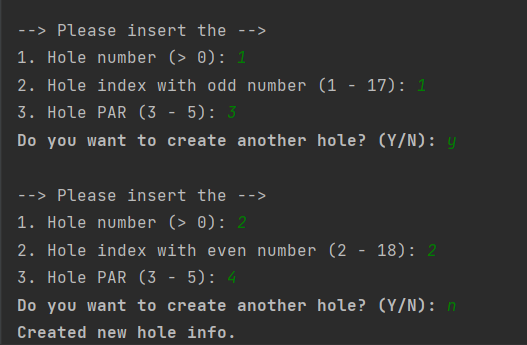 --> Please insert the -->
1. Hole number (> 0): 1
2. Hole index with odd number (1 - 17): 1
3. Hole PAR (3 - 5): 3
Do you want to create another hole? (Y/N): y
--> Please insert the -->
1. Hole number (> 0): 2
2. Hole index with even number (2 - 18): 2
3. Hole PAR (3 - 5): 4
Do you want to create another hole? (Y/N): n
Created new hole info.